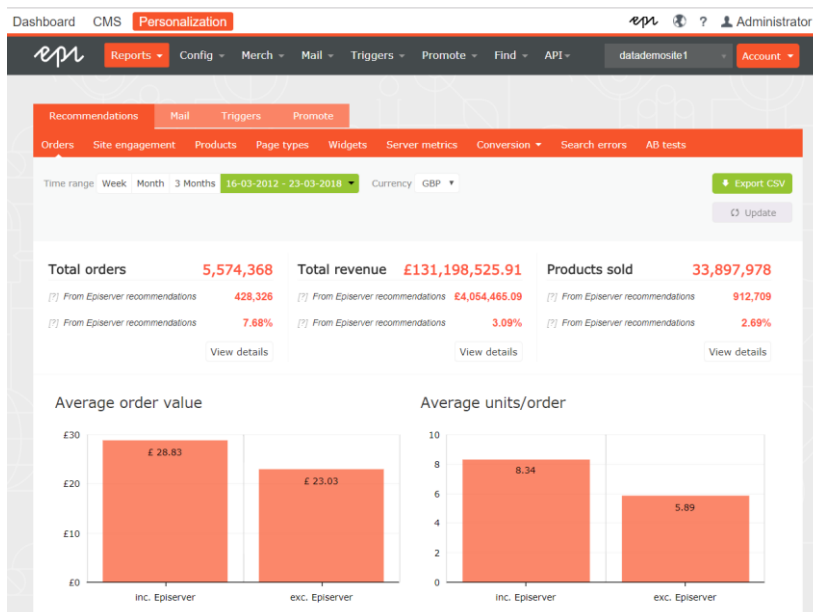 Dashboard CMS Personalization epi ? Administrator
epi Reports Config Merch Mail Triggers Promote Find API datademosite1 Account
Recommendations Mail Triggers Promote
Orders Site engagement Products Page types Widgets Server metrics Conversion Search errors AB tests
Time range Week Month 3 Months 16-03-2012 - 23-03-2018 Currency GBP Export CSV
Update
Total orders 5,574,368 Total revenue £131,198,525.91 Products sold 33,897,978
[?] From Episerver recommendations 428,326 [?] From Episerver recommendations £4,054,465.09 [?] From Episerver recommendations 912,709
[?] From Episerver recommendations 7.68% [?] From Episerver recommendations 3.09% [?] From Episerver recommendations 2.69%
View details View details View details
Average order value Average units/order
£30 10
£ 28.83
8 8.34
£20 £ 23.03
6
5.89
4
£10
2
£0 0
inc. Episerver exc. Episerver inc. Episerver exc. Episerver